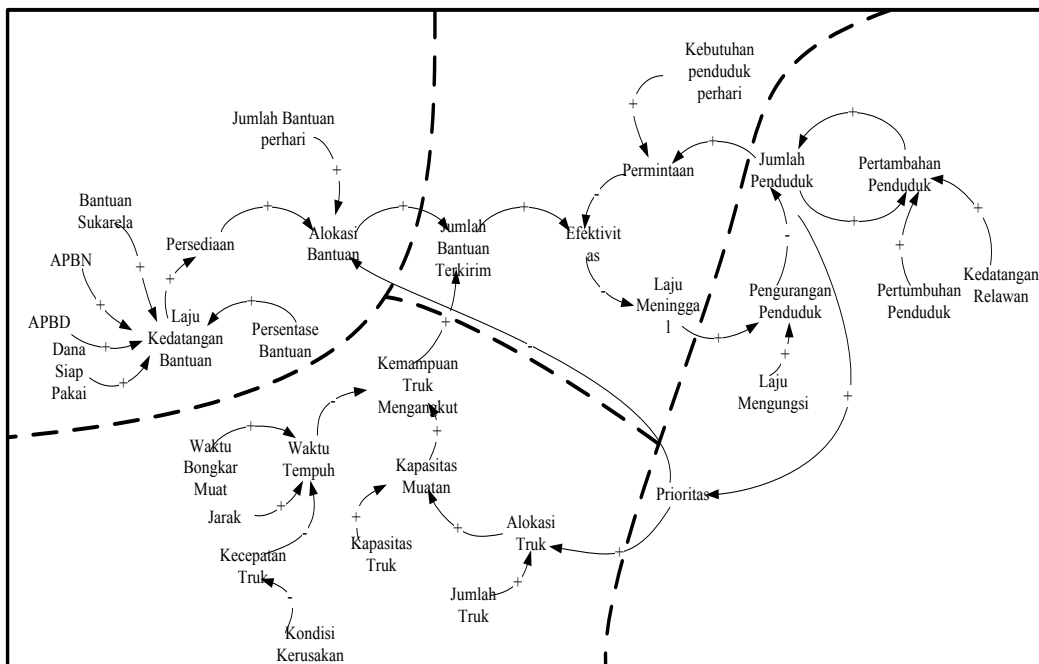 Kebutuhan
penduduk
perhari
+
Jumlah Bantuan
perhari
+
+
+
Permintaan
Jumlah
Penduduk
Pertambahan
Penduduk
Bantuan
Sukarela
+
+
-
+
+
Persediaan
Alokasi
Bantuan
Jumlah
Bantuan
Terkirim
Efektivit
as
-
+
APBN
+
+
Laju
Meningga
l
Pengurangan
Penduduk
Pertumbuhan
Penduduk
Kedatangan
Relawan
+
+
-
APBD
+
Laju
Kedatangan
Bantuan
Persentase
Bantuan
+
+
-
+
Dana
Siap
Pakai
+
Kemampuan
Truk
Mengangkut
Laju
Mengungsi
+
-
Waktu
Bongkar
Muat
+
Waktu
Tempuh
+
Kapasitas
Muatan
Prioritas
Jarak
+
+
-
+
Alokasi
Truk
+
Kecepatan
Truk
Kapasitas
Truk
+
-
Jumlah
Truk
Kondisi
Kerusakan